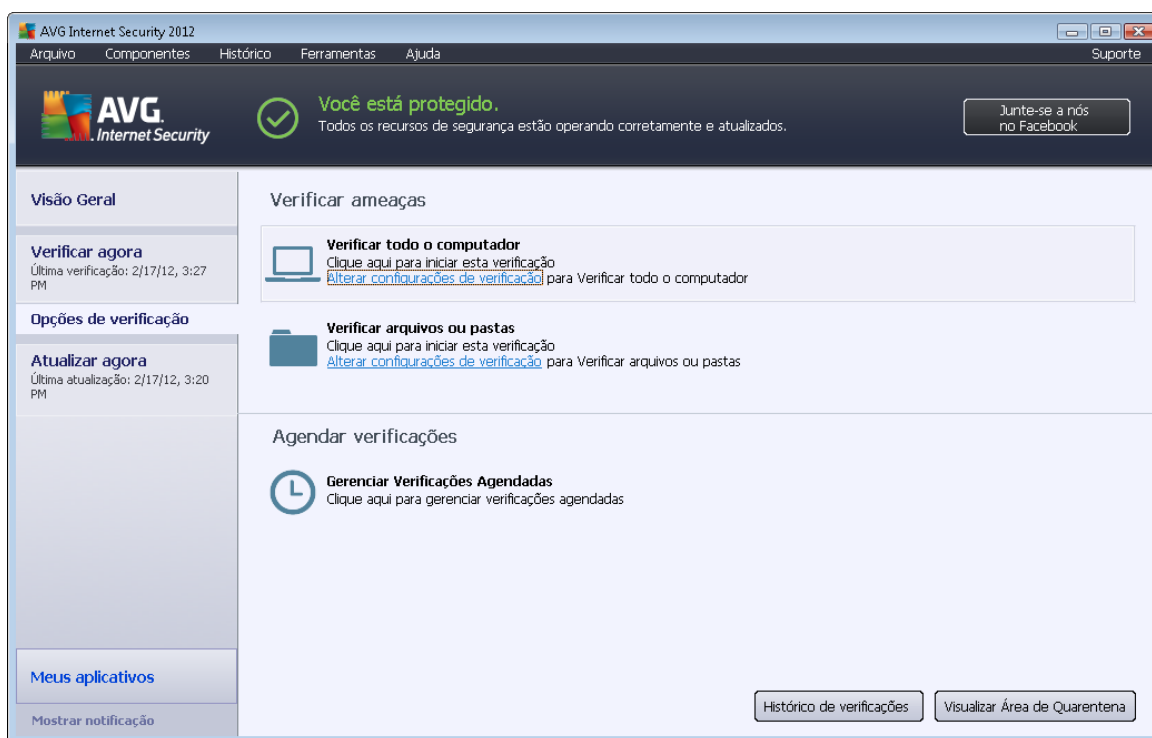 AVG Internet Security 2012
Arquivo Componentes Histórico Ferramentas Ajuda Suporte
AVG.
Internet Security
Você está protegido.
Todos os recursos de segurança estão operando corretamente e atualizados.
Junte-se a nós
no Facebook
Visão Geral
Verificar agora
Última verificação: 2/17/12, 3:27
PM
Opções de verificação
Atualizar agora
Última atualização: 2/17/12, 3:20
PM
Meus aplicativos
Mostrar notificação
Verificar ameaças
Verificar todo o computador
Clique aqui para iniciar esta verificação
Alterar configurações de verificação para Verificar todo o computador
Verificar arquivos ou pastas
Clique aqui para iniciar esta verificação
Alterar configurações de verificação para Verificar arquivos ou pastas
Agendar verificações
Gerenciar Verificações Agendadas
Clique aqui para gerenciar verificações agendadas
Histórico de verificações
Visualizar Área de Quarentena